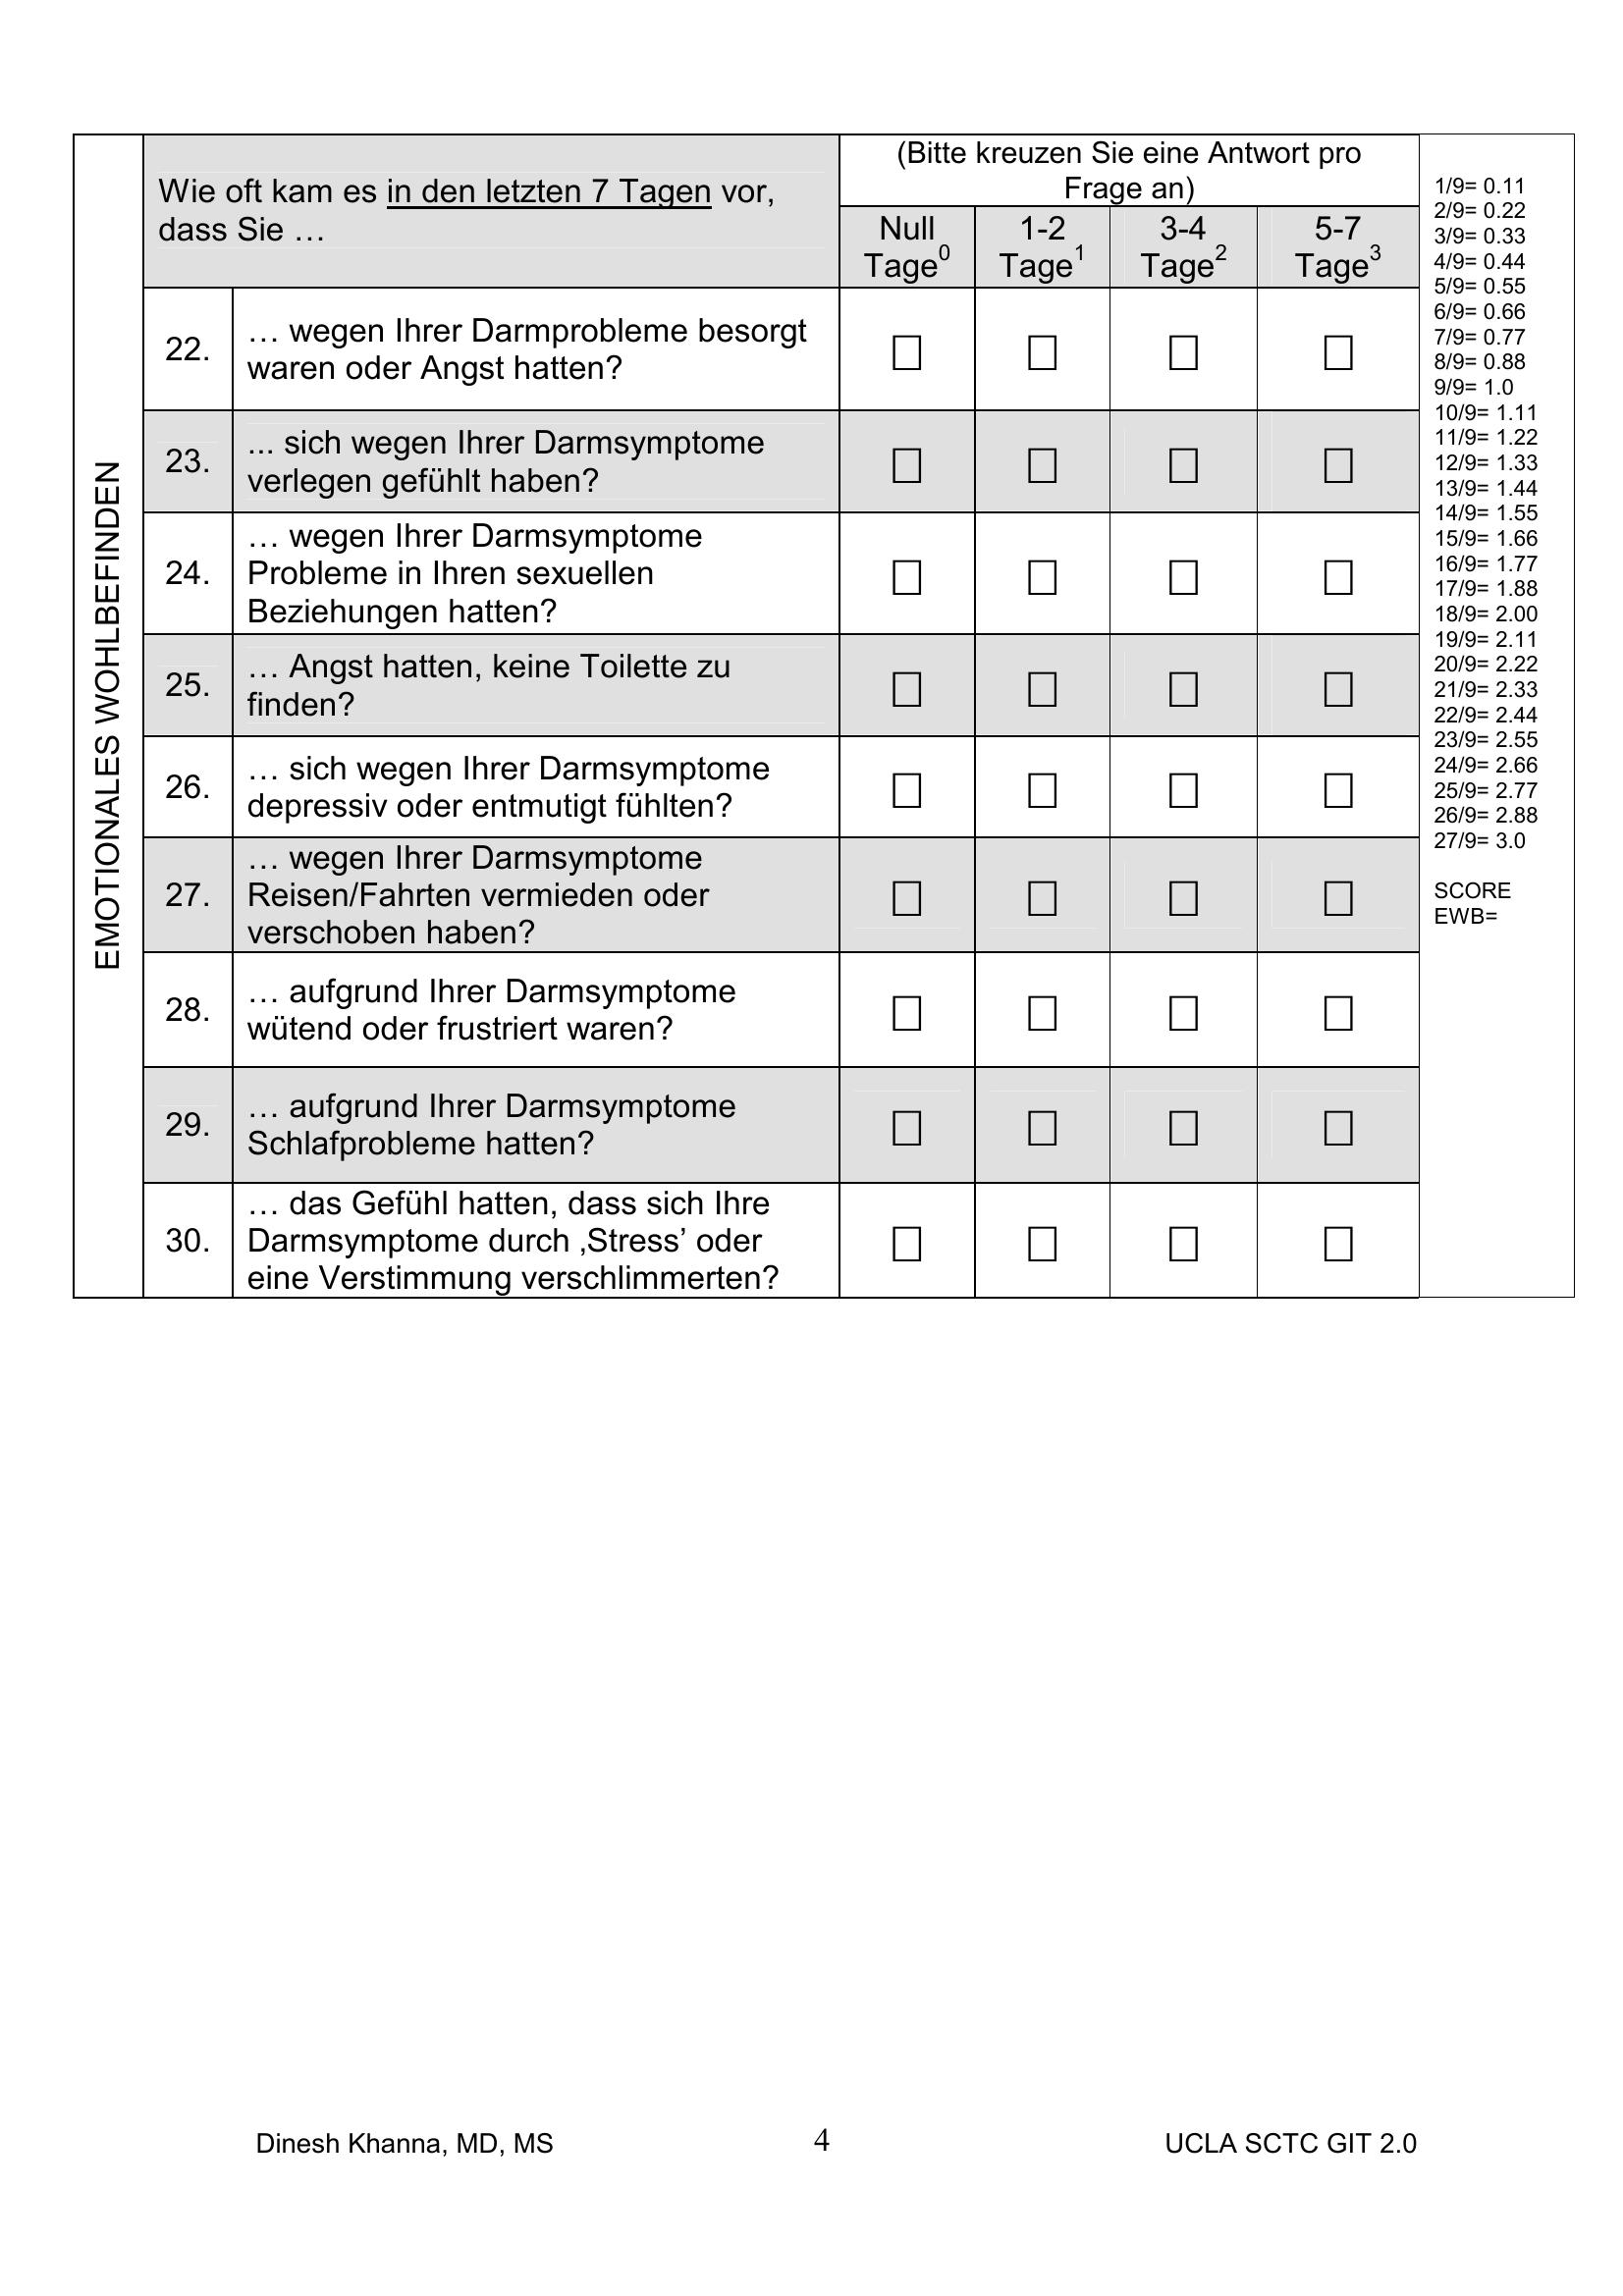 EMOTIONALES WOHLBEFINDEN
Wie oft kam es in den letzten 7 Tagen vor,
dass Sie …
(Bitte kreuzen Sie eine Antwort pro
Frage an)
Null
Tage⁰
1-2
Tage¹
3-4
Tage²
5-7
Tage³
22.
… wegen Ihrer Darmprobleme besorgt
waren oder Angst hatten?
23.
... sich wegen Ihrer Darmsymptome
verlegen gefühlt haben?
24.
… wegen Ihrer Darmsymptome
Probleme in Ihren sexuellen
Beziehungen hatten?
25.
… Angst hatten, keine Toilette zu
finden?
26.
… sich wegen Ihrer Darmsymptome
depressiv oder entmutigt fühlten?
27.
… wegen Ihrer Darmsymptome
Reisen/Fahrten vermieden oder
verschoben haben?
28.
… aufgrund Ihrer Darmsymptome
wütend oder frustriert waren?
29.
… aufgrund Ihrer Darmsymptome
Schlafprobleme hatten?
30.
… das Gefühl hatten, dass sich Ihre
Darmsymptome durch ‚Stress’ oder
eine Verstimmung verschlimmerten?
1/9= 0.11
2/9= 0.22
3/9= 0.33
4/9= 0.44
5/9= 0.55
6/9= 0.66
7/9= 0.77
8/9= 0.88
9/9= 1.0
10/9= 1.11
11/9= 1.22
12/9= 1.33
13/9= 1.44
14/9= 1.55
15/9= 1.66
16/9= 1.77
17/9= 1.88
18/9= 2.00
19/9= 2.11
20/9= 2.22
21/9= 2.33
22/9= 2.44
23/9= 2.55
24/9= 2.66
25/9= 2.77
26/9= 2.88
27/9= 3.0
SCORE
EWB=
Dinesh Khanna, MD, MS
4
UCLA SCTC GIT 2.0